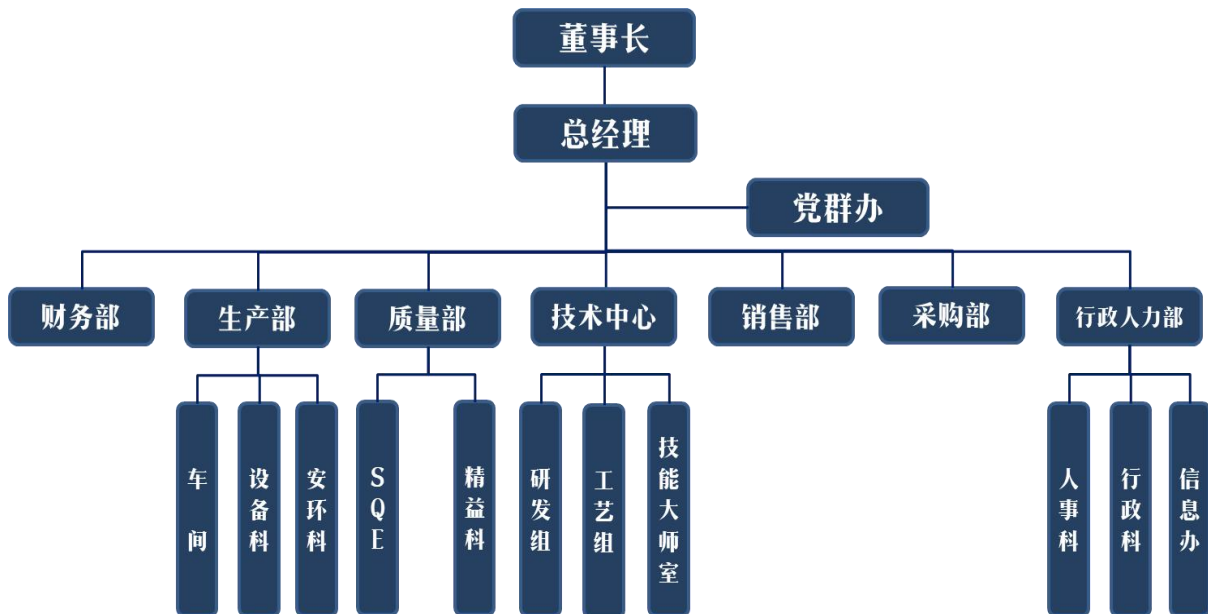 董事长
总经理
党群办
财务部
生产部
质量部
技术中心
销售部
采购部
行政人力部
车间
设备科
安环科
SQE
精益科
研发组
工艺组
技能大师室
人事科
行政科
信息办